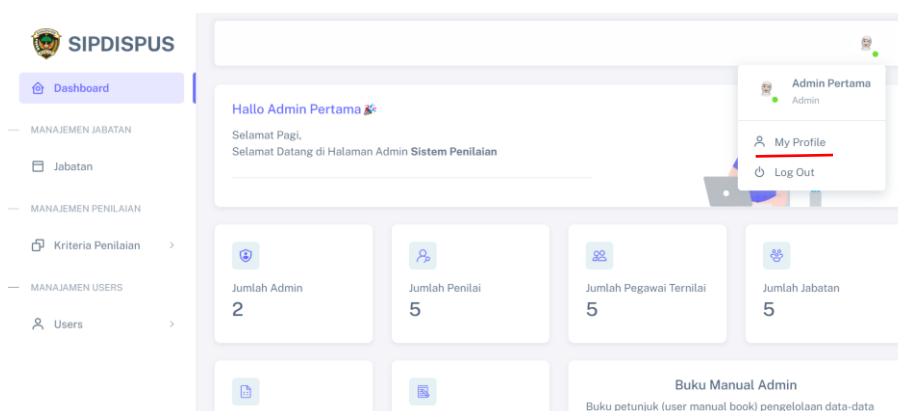 SIPDISPUS
Dashboard
MANAJEMEN JABATAN
Jabatan
MANAJEMEN PENILAIAN
Kriteria Penilaian
MANAJAMEN USERS
Users
Admin Pertama
Admin
My Profile
Log Out
Hallo Admin Pertama
Selamat Pagi,
Selamat Datang di Halaman Admin Sistem Penilaian
Jumlah Admin
2
Jumlah Penilai
5
Jumlah Pegawai Ternilai
5
Jumlah Jabatan
5
Buku Manual Admin
Buku petunjuk (user manual book) pengelolaan data-data